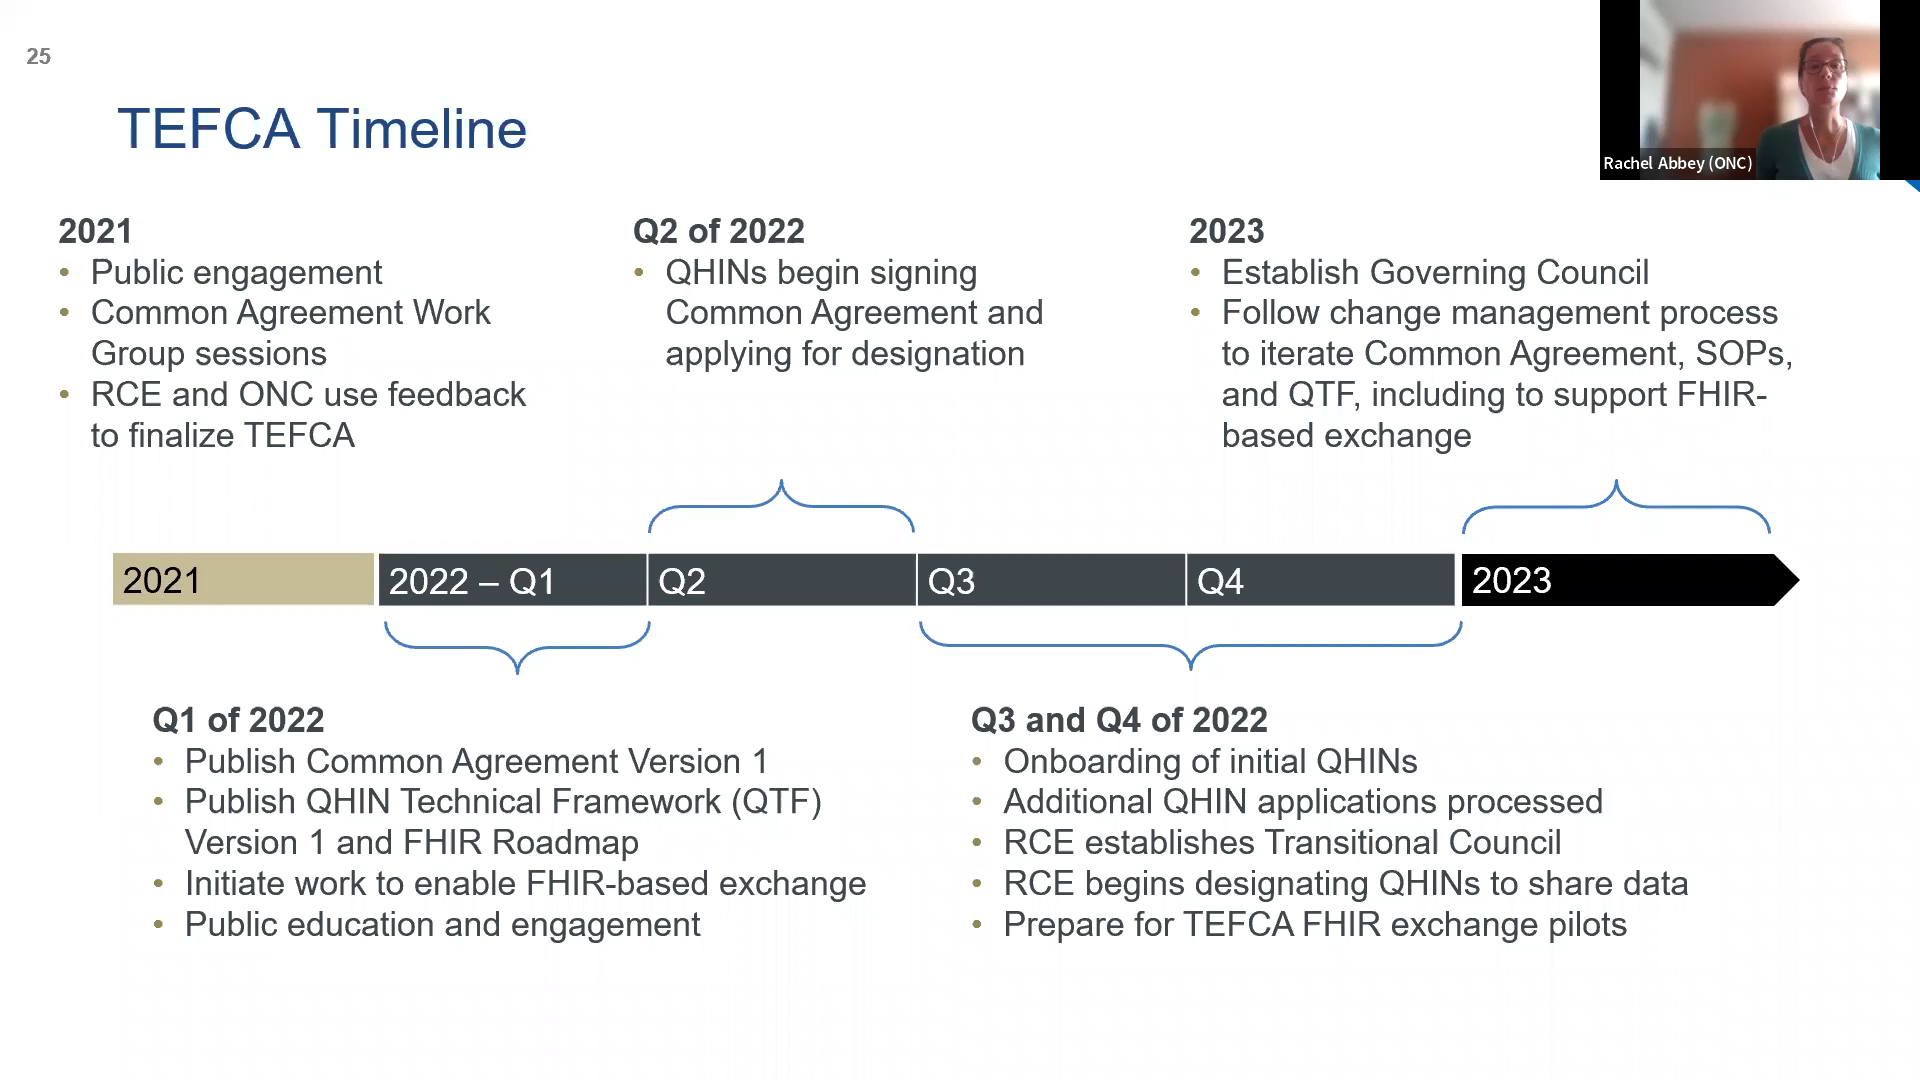 25
Rachel Abbey (ONC)
TEFCA Timeline
2021
• Public engagement
• Common Agreement Work
Group sessions
• RCE and ONC use feedback
to finalize TEFCA
Q2 of 2022
• QHINs begin signing
Common Agreement and
applying for designation
2023
• Establish Governing Council
• Follow change management process
to iterate Common Agreement, SOPs,
and QTF, including to support FHIR-
based exchange
2021
2022 – Q1
Q2
Q3
Q4
2023
Q1 of 2022
• Publish Common Agreement Version 1
• Publish QHIN Technical Framework (QTF)
Version 1 and FHIR Roadmap
• Initiate work to enable FHIR-based exchange
• Public education and engagement
Q3 and Q4 of 2022
• Onboarding of initial QHINs
• Additional QHIN applications processed
• RCE establishes Transitional Council
• RCE begins designating QHINs to share data
• Prepare for TEFCA FHIR exchange pilots